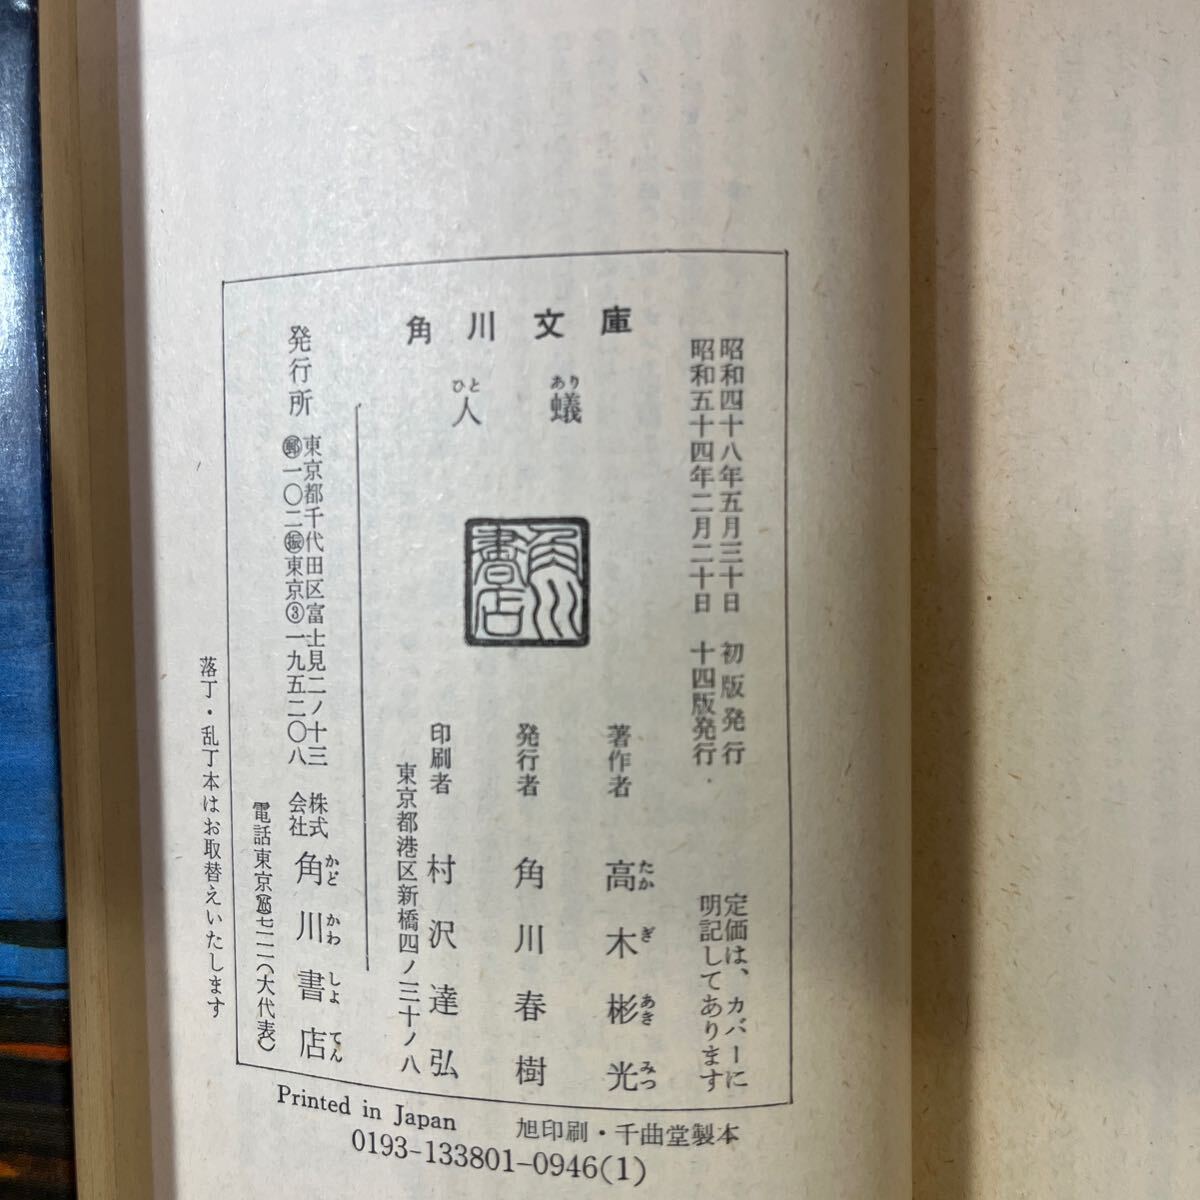 角川文庫
ひと あり
人 蟻
昭和四十八年五月三十日 初版発行
昭和五十四年二月二十日 十四版発行
定価は、カバーに
明記してあります
著作者 高木彬光
たか ぎ あき みつ
発行者 角川春樹
印刷者 村沢達弘
東京都港区新橋四ノ三十ノ八
角川書店
発行所
東京都千代田区富士見二ノ十三
郵一〇二振東京③一九五二〇八
株式会社 角川書店
かど かわ しょ てん
電話東京 七一一一(大代表)
落丁・乱丁本はお取替えいたします
Printed in Japan 旭印刷・千曲堂製本
0193-133801-0946(1)